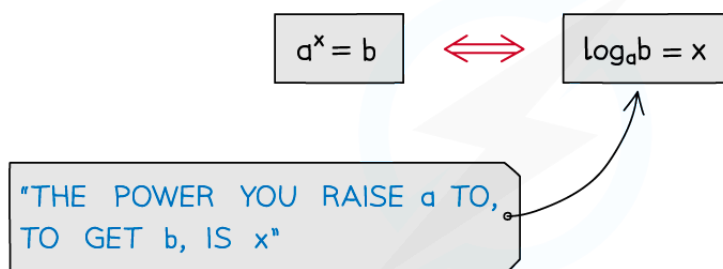 aˣ = b ⟺ logₐb = x
"THE POWER YOU RAISE a TO,
TO GET b, IS x"